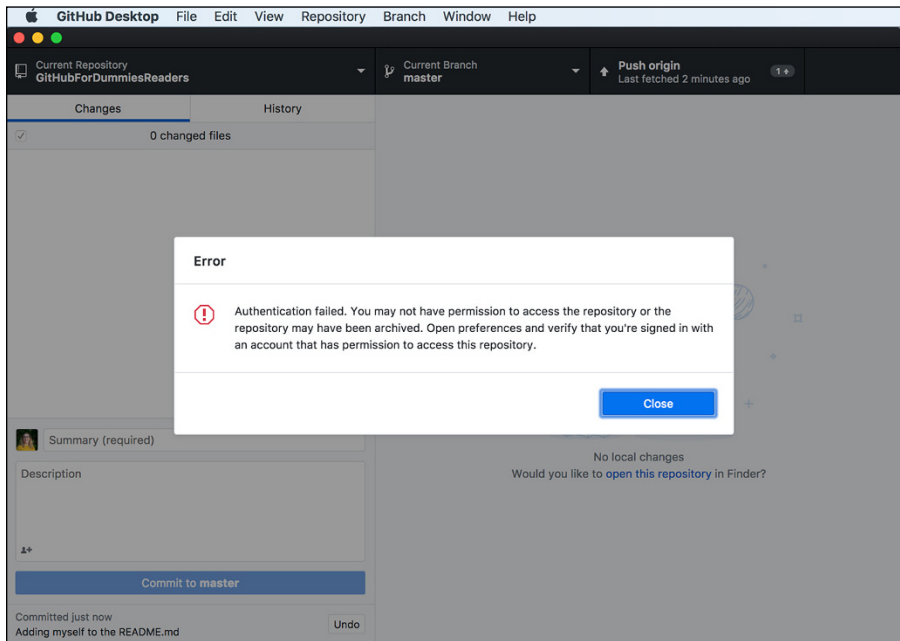 GitHub Desktop File Edit View Repository Branch Window Help
Current Repository
GitHubForDummiesReaders
Current Branch
master
Push origin
Last fetched 2 minutes ago
1
Changes History
0 changed files
Error
Authentication failed. You may not have permission to access the repository or the
repository may have been archived. Open preferences and verify that you're signed in with
an account that has permission to access this repository.
Close
Summary (required)
Description
No local changes
Would you like to open this repository in Finder?
Commit to master
Committed just now
Adding myself to the README.md
Undo